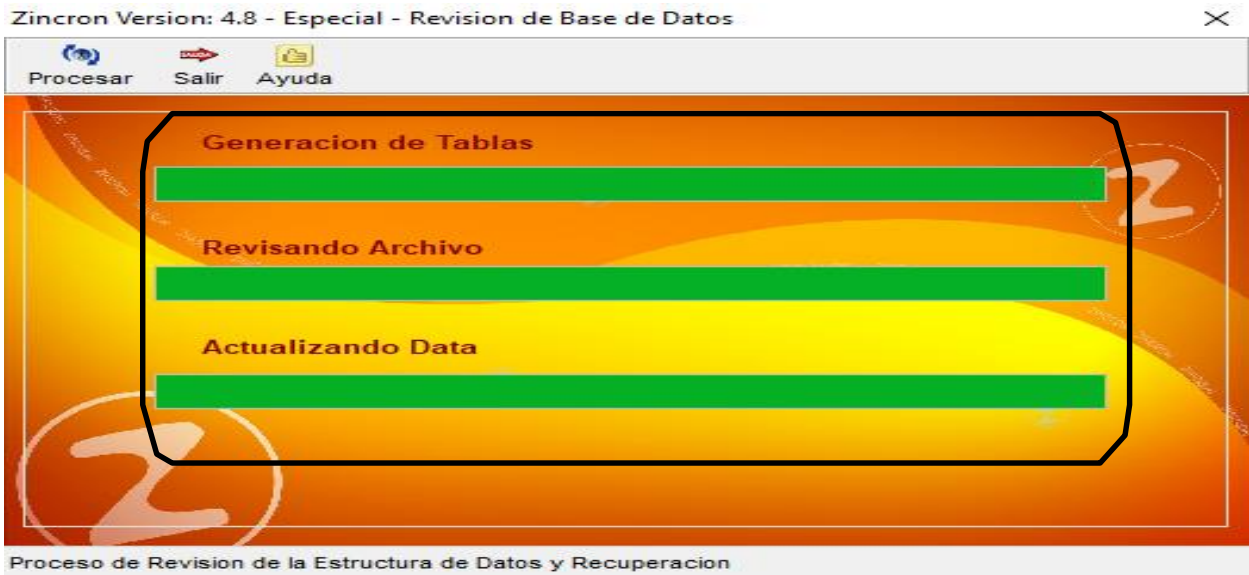 Zincron Version: 4.8 - Especial - Revision de Base de Datos
Procesar Salir Ayuda
Generacion de Tablas
Revisando Archivo
Actualizando Data
Proceso de Revision de la Estructura de Datos y Recuperacion